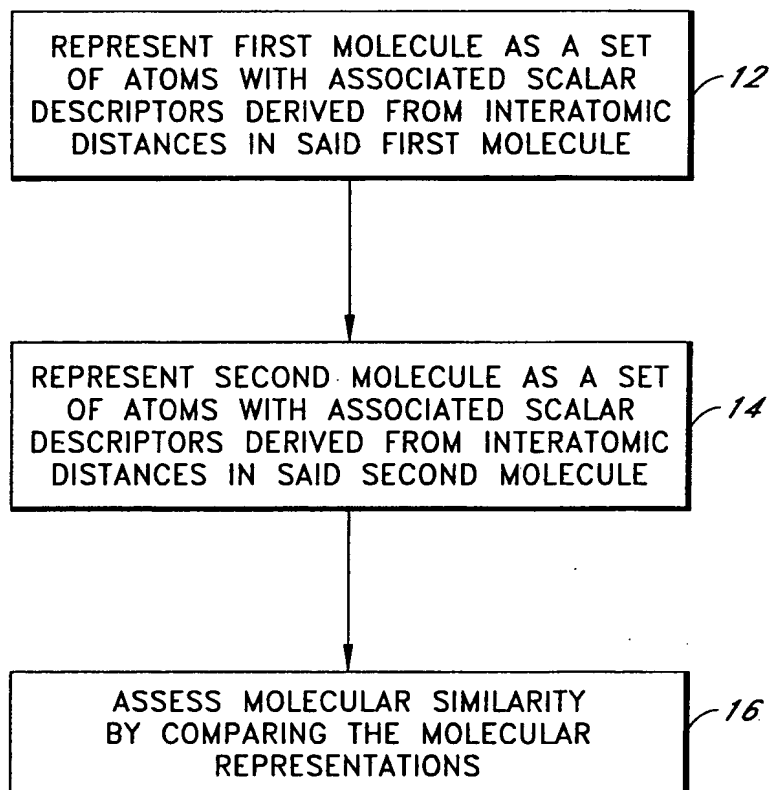 REPRESENT FIRST MOLECULE AS A SET
OF ATOMS WITH ASSOCIATED SCALAR
DESCRIPTORS DERIVED FROM INTERATOMIC
DISTANCES IN SAID FIRST MOLECULE
12
REPRESENT SECOND MOLECULE AS A SET
OF ATOMS WITH ASSOCIATED SCALAR
DESCRIPTORS DERIVED FROM INTERATOMIC
DISTANCES IN SAID SECOND MOLECULE
14
ASSESS MOLECULAR SIMILARITY
BY COMPARING THE MOLECULAR
REPRESENTATIONS
16